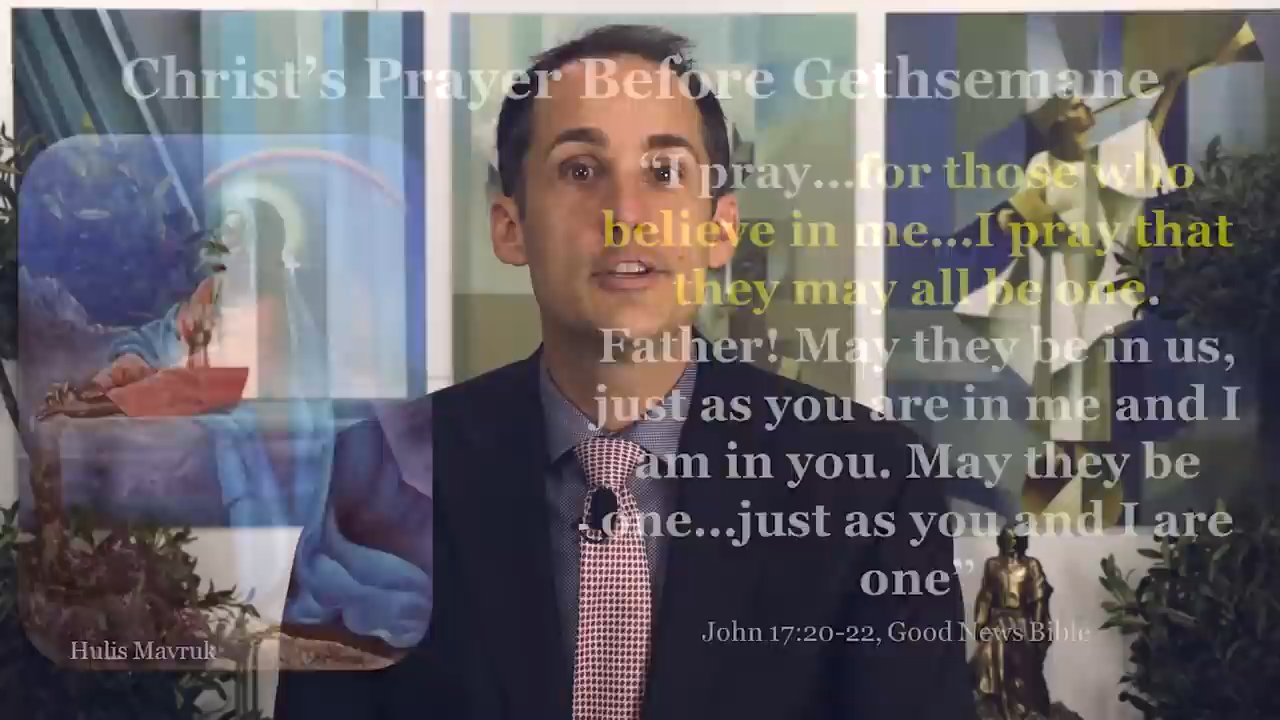 Christ’s Prayer Before Gethsemane
“I pray...for those who
believe in me...I pray that
they may all be one.
Father! May they be in us,
just as you are in me and I
am in you. May they be
one...just as you and I are
one”
John 17:20-22, Good News Bible
Hulis Mavruk